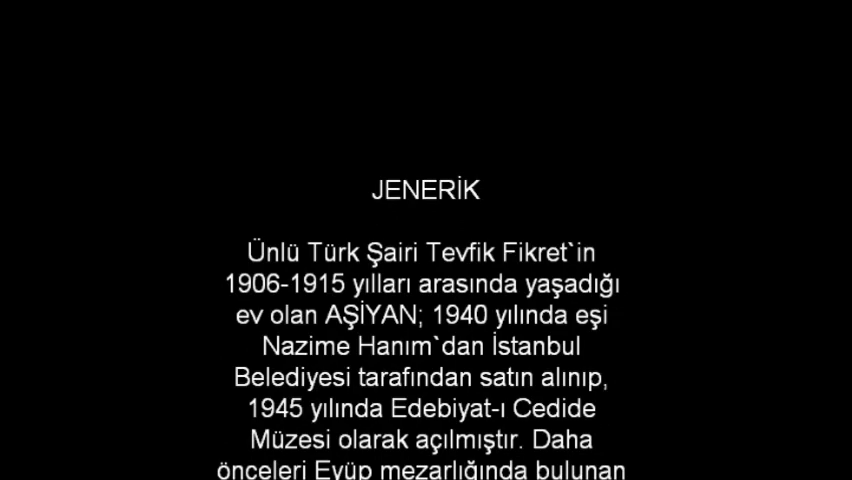 JENERİK
Ünlü Türk Şairi Tevfik Fikret`in
1906-1915 yılları arasında yaşadığı
ev olan AŞİYAN; 1940 yılında eşi
Nazime Hanım`dan İstanbul
Belediyesi tarafından satın alınıp,
1945 yılında Edebiyat-ı Cedide
Müzesi olarak açılmıştır. Daha
önceleri Eyüp mezarlığında bulunan